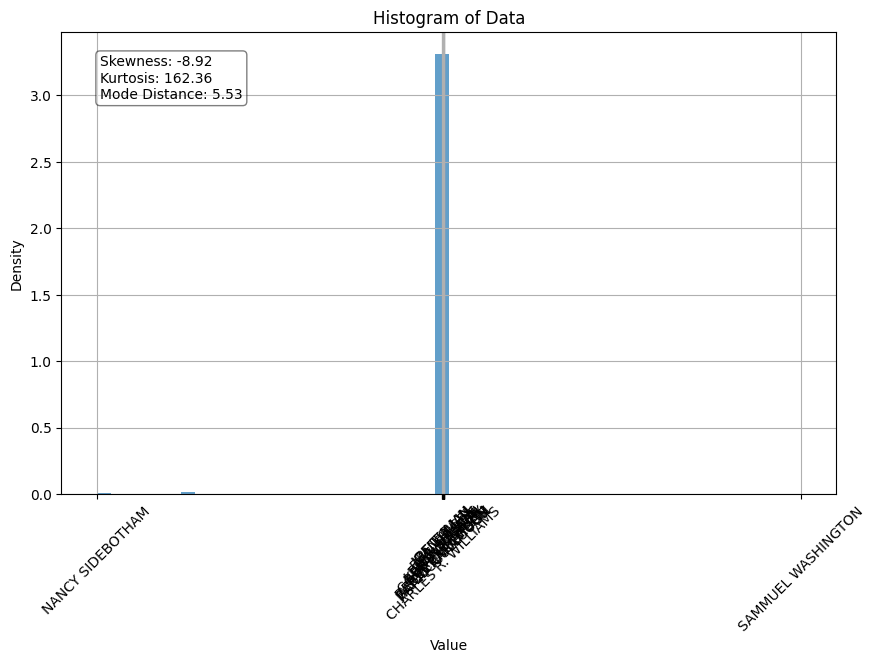 Histogram of Data
Skewness: -8.92
Kurtosis: 162.36
Mode Distance: 5.53
Density
3.0
2.5
2.0
1.5
1.0
0.5
0.0
NANCY SIDEBOTHAM
CHARLES R. WILLIAMS
SAMMUEL WASHINGTON
Value